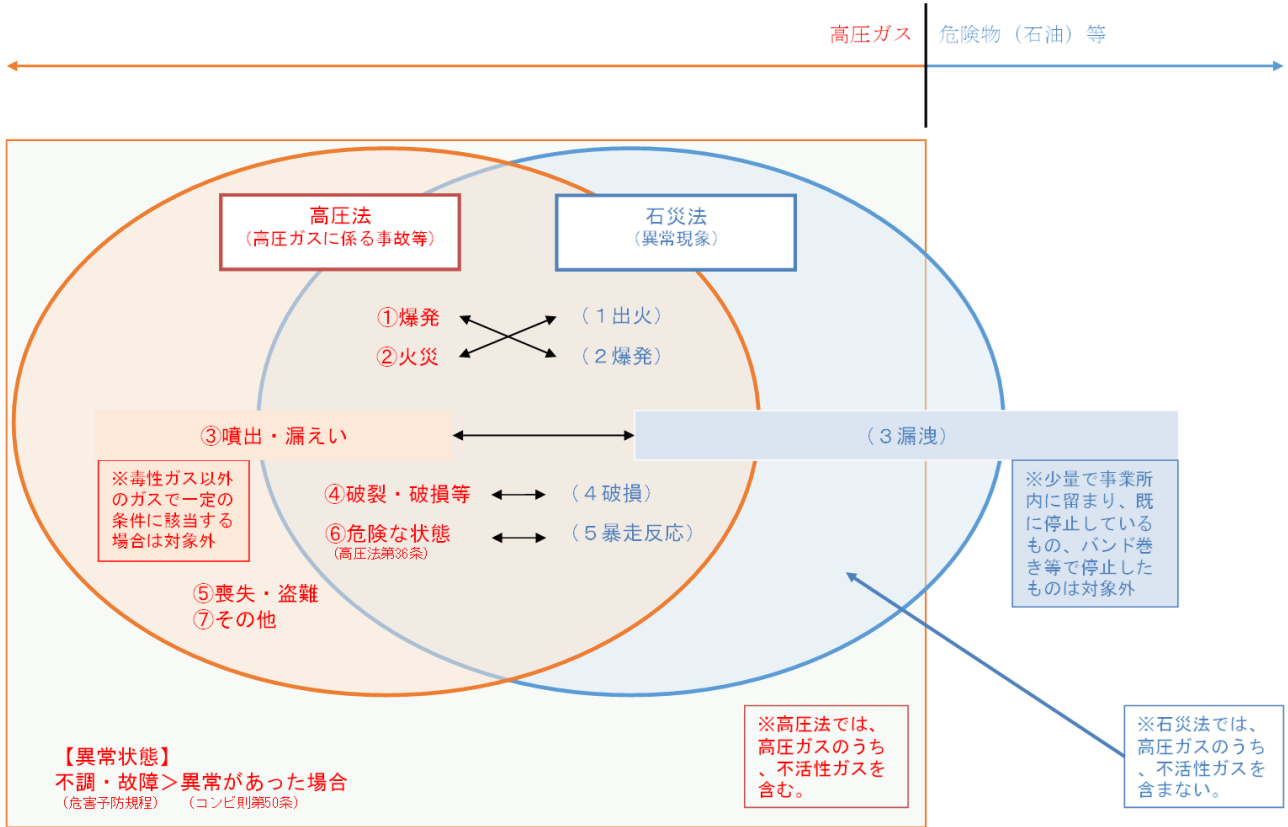 高圧ガス
危険物（石油）等
高圧法
（高圧ガスに係る事故等）
石災法
（異常現象）
①爆発
（１出火）
②火災
（２爆発）
③噴出・漏えい
（３漏洩）
※毒性ガス以外
のガスで一定の
条件に該当する
場合は対象外
④破裂・破損等
（４破損）
⑥危険な状態
（高圧法第36条）
（５暴走反応）
※少量で事業所
内に留まり、既
に停止している
もの、バンド巻
き等で停止した
ものは対象外
⑤喪失・盗難
⑦その他
【異常状態】
不調・故障＞異常があった場合
（危害予防規程）
（コンビ則第50条）
※高圧法では、
高圧ガスのうち
、不活性ガスを
含む。
※石災法では、
高圧ガスのうち
、不活性ガスを
含まない。